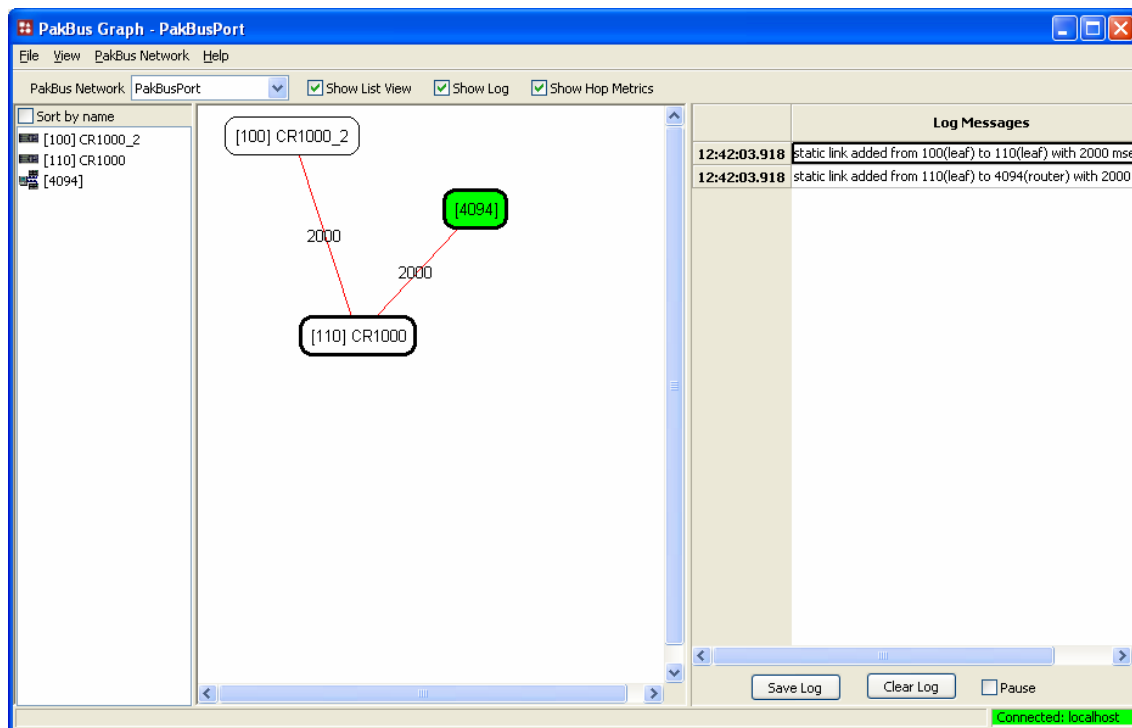 PakBus Graph - PakBusPort
File View PakBus Network Help
PakBus Network PakBusPort Show List View Show Log Show Hop Metrics
Sort by name
[100] CR1000_2
[110] CR1000
[4094]
[100] CR1000_2
[4094]
2000
2000
[110] CR1000
Log Messages
12:42:03.918 static link added from 100(leaf) to 110(leaf) with 2000 mse
12:42:03.918 static link added from 110(leaf) to 4094(router) with 2000
Save Log Clear Log Pause
Connected: localhost